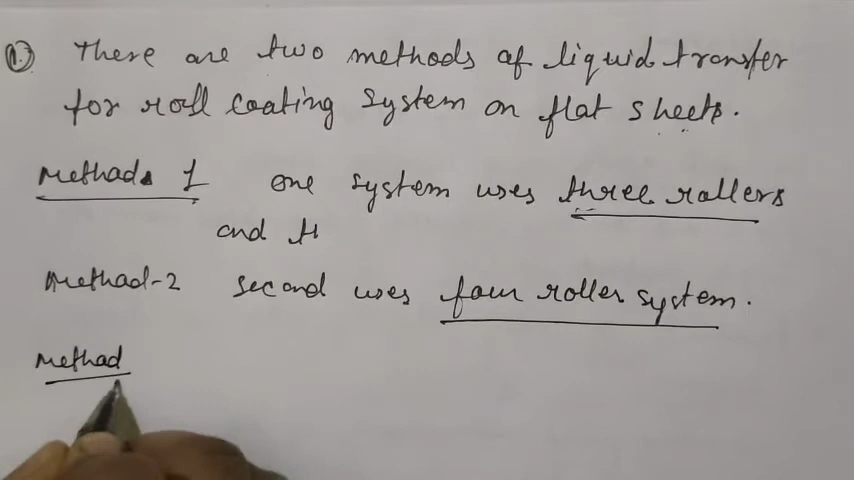 1.) There are two methods of liquid transfer
for roll coating system on flat sheets.
Method 1 one system uses three rollers
and
Method-2 second uses four roller system.
Method